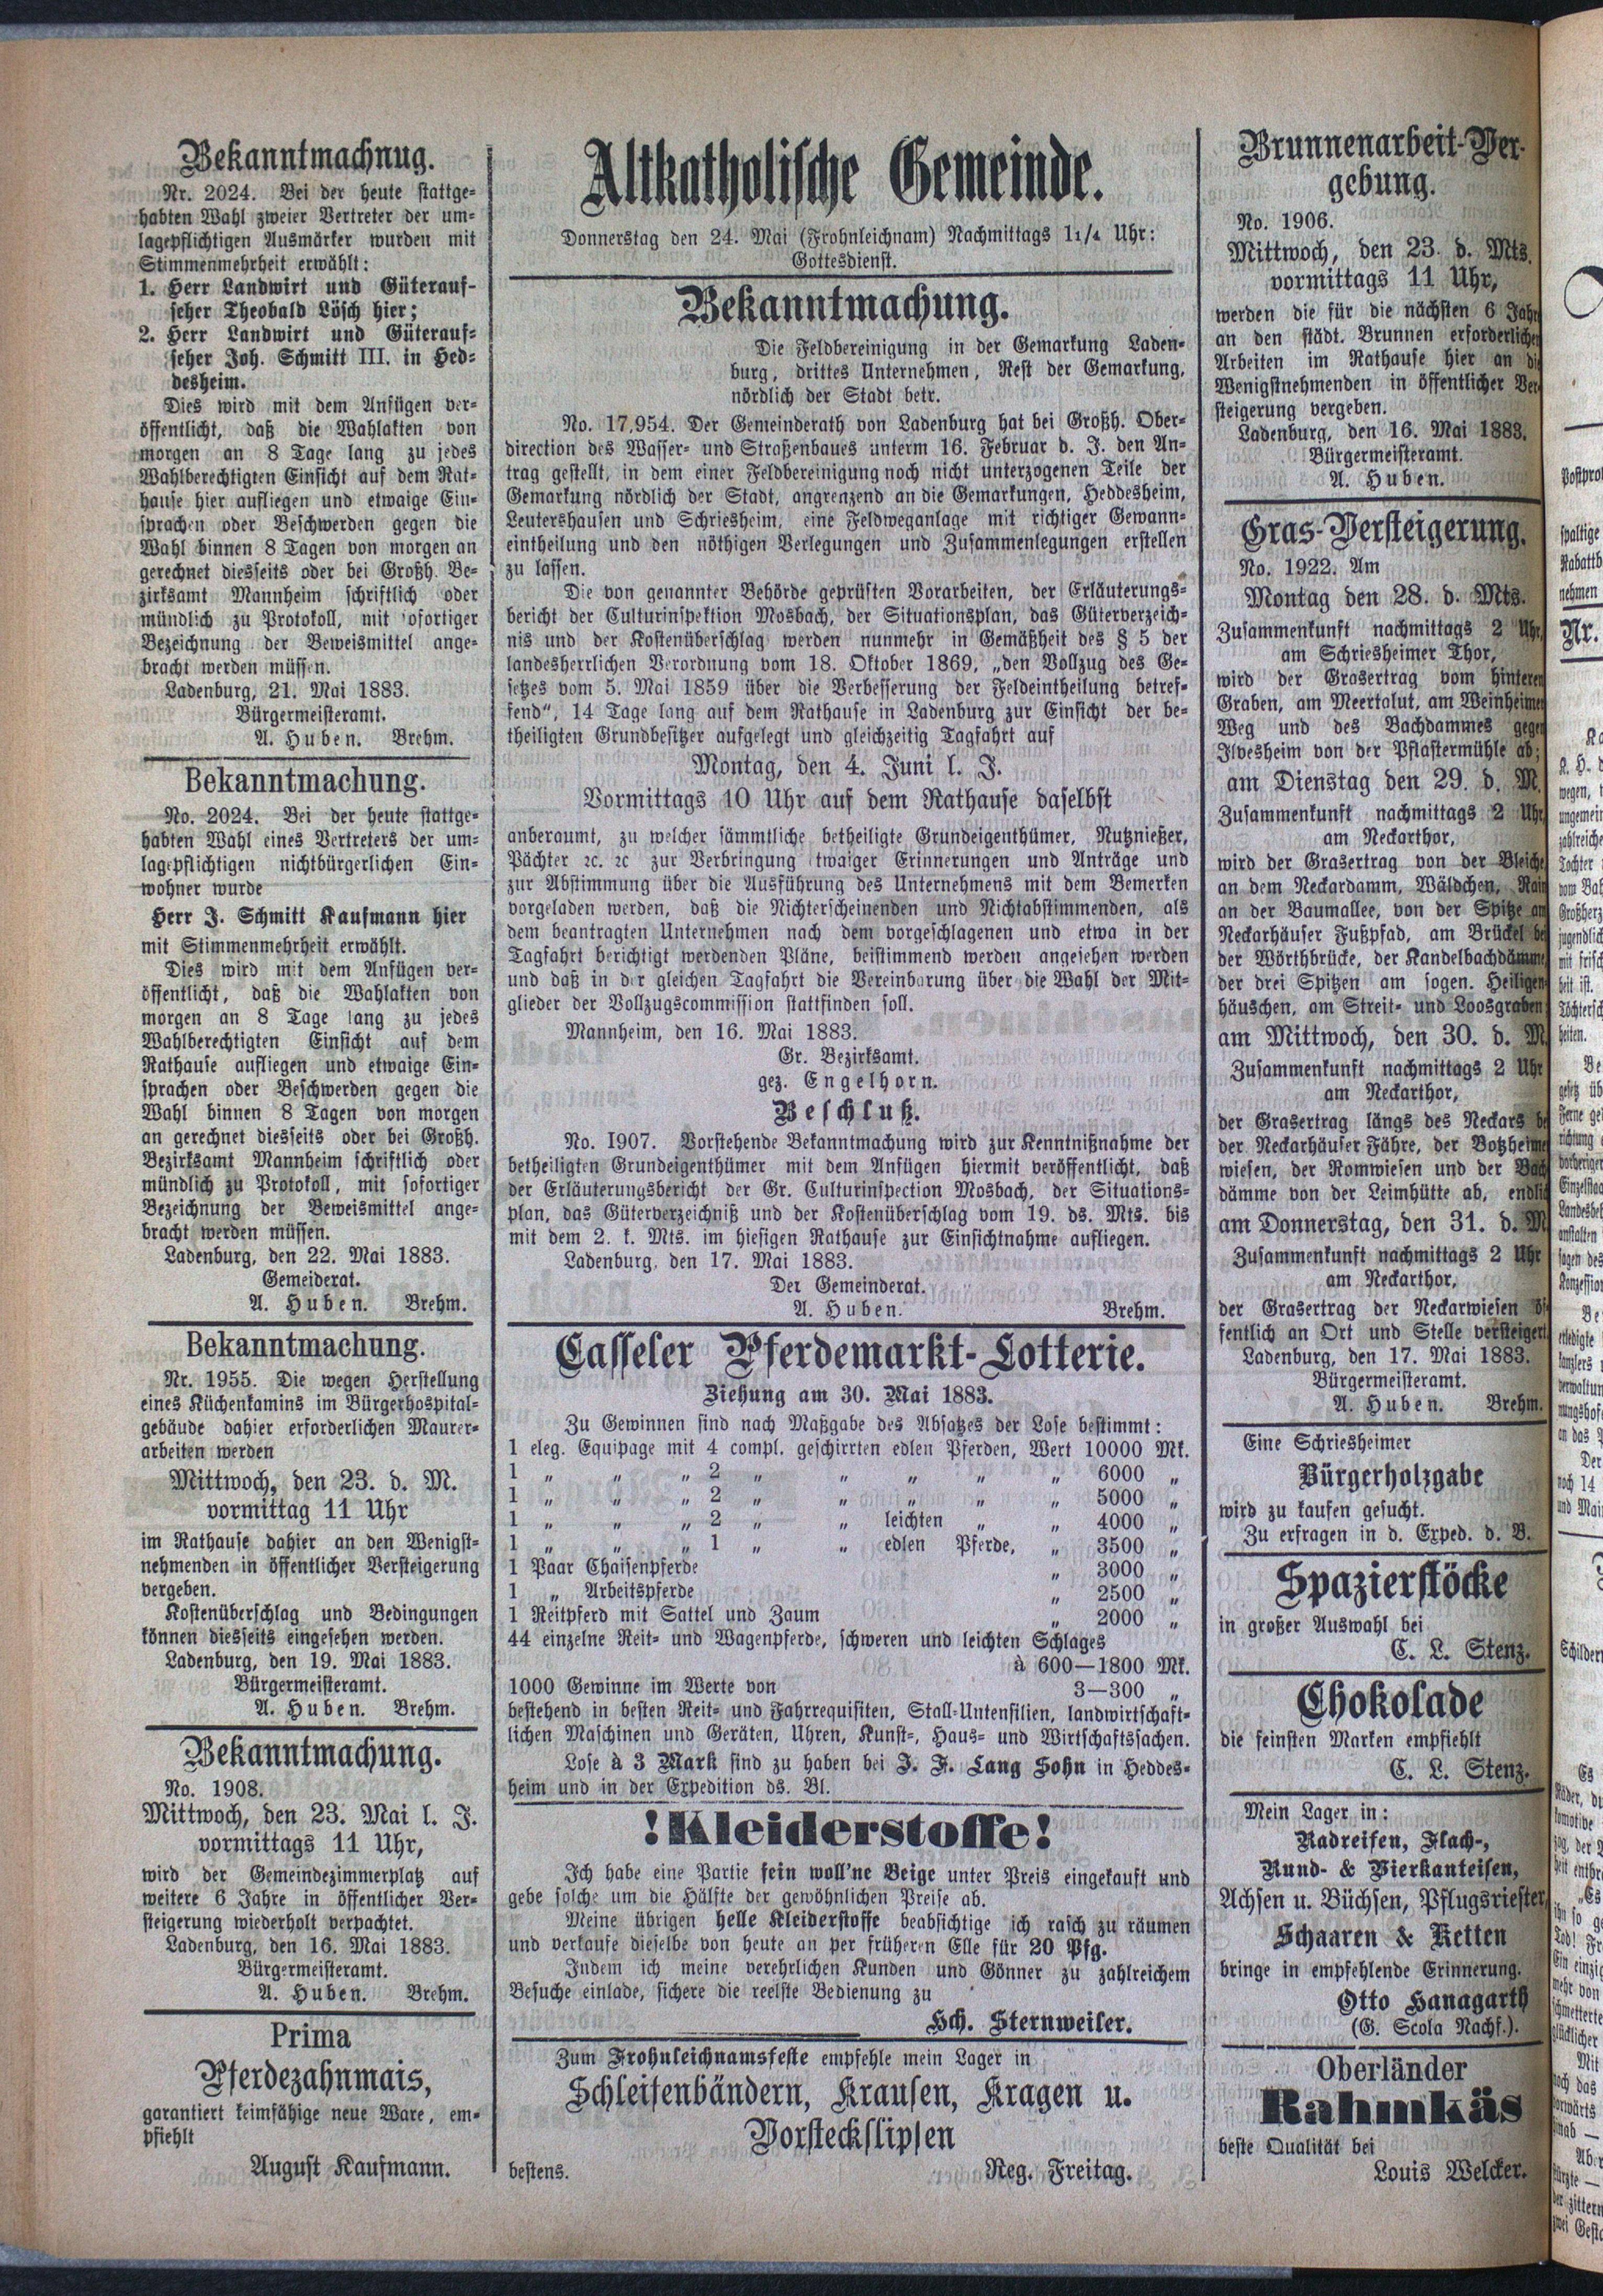 Bekanntmachnug.
Nr. 2024. Bei der heute stattge-
habten Wahl zweier Vertreter der um-
lagepflichtigen Ausmärker wurden mit
Stimmenmehrheit erwählt:
1. Herr Landwirt und Güterauf-
seher Theobald Lösch hier;
2. Herr Landwirt und Güterauf-
seher Joh. Schmitt III. in Hed-
desheim.
Dies wird mit dem Anfügen ver-
öffentlicht, daß die Wahlakten von
morgen an 8 Tage lang zu jedes
Wahlberechtigten Einsicht auf dem Rat-
hause hier aufliegen und etwaige Ein-
sprachen oder Beschwerden gegen die
Wahl binnen 8 Tagen von morgen an
gerechnet diesseits oder bei Großh. Be-
zirksamt Mannheim schriftlich oder
mündlich zu Protokoll, mit ofortiger
Bezeichnung der Beweismittel ange-
bracht werden müssen.
Ladenburg, 21. Mai 1883.
Bürgermeisteramt.
A. Huben. Brehm.
Bekanntmachung.
No. 2024. Bei der heute stattge-
habten Wahl eines Vertreters der um-
lagepflichtigen nichtbürgerlichen Ein-
wohner wurde
Herr J. Schmitt Kaufmann hier
mit Stimmenmehrheit erwählt.
Dies wird mit dem Anfügen ver-
öffentlicht, daß die Wahlakten von
morgen an 8 Tage lang zu jedes
Wahlberechtigten Einsicht auf dem
Rathause aufliegen und etwaige Ein-
sprachen oder Beschwerden gegen die
Wahl binnen 8 Tagen von morgen
an gerechnet diesseits oder bei Großh.
Bezirksamt Mannheim schriftlich oder
mündlich zu Protokoll, mit sofortiger
Bezeichnung der Beweismittel ange-
bracht werden müssen.
Ladenburg, den 22. Mai 1883.
Gemeiderat.
A. Huben. Brehm.
Bekanntmachung.
Nr. 1955. Die wegen Herstellung
eines Küchenkamins im Bürgerhospital-
gebäude dahier erforderlichen Maurer-
arbeiten werden
Mittwoch, den 23. d. M.
vormittag 11 Uhr
im Rathause dahier an den Wenigst-
nehmenden in öffentlicher Versteigerung
vergeben.
Kostenüberschlag und Bedingungen
können diesseits eingesehen werden.
Ladenburg, den 19. Mai 1883.
Bürgermeisteramt.
A. Huben. Brehm.
Bekanntmachung.
No. 1908.
Mittwoch, den 23. Mai l. J.
vormittags 11 Uhr,
wird der Gemeindezimmerplatz auf
weitere 6 Jahre in öffentlicher Ver-
steigerung wiederholt verpachtet.
Ladenburg, den 16. Mai 1883.
Bürgermeisteramt.
A. Huben. Brehm.
Prima
Pferdezahnmais,
garantiert keimfähige neue Ware, em-
pfiehlt
August Kaufmann.
Altkatholische Gemeinde.
Donnerstag den 24. Mai (Frohnleichnam) Nachmittags 1 1/4 Uhr:
Gottesdienst.
Bekanntmachung.
Die Feldbereinigung in der Gemarkung Laden-
burg, drittes Unternehmen, Rest der Gemarkung,
nördlich der Stadt betr.
No. 17,954. Der Gemeinderath von Ladenburg hat bei Großh. Ober-
direction des Wasser- und Straßenbaues unterm 16. Februar d. J. den An-
trag gestellt, in dem einer Feldbereinigung noch nicht unterzogenen Teile der
Gemarkung nördlich der Stadt, angrenzend an die Gemarkungen, Heddesheim,
Leutershausen und Schriesheim, eine Feldweganlage mit richtiger Gewann-
eintheilung und den nöthigen Verlegungen und Zusammenlegungen erstellen
zu lassen.
Die von genannter Behörde geprüften Vorarbeiten, der Erläuterungs-
bericht der Culturinspektion Mosbach, der Situationsplan, das Güterverzeich-
nis und der Kostenüberschlag werden nunmehr in Gemäßheit des § 5 der
landesherrlichen Verordnung vom 18. Oktober 1869, „den Vollzug des Ge-
setzes vom 5. Mai 1859 über die Verbesserung der Feldeintheilung betref-
fend“, 14 Tage lang auf dem Rathause in Ladenburg zur Einsicht der be-
theiligten Grundbesitzer aufgelegt und gleichzeitig Tagfahrt auf
Montag, den 4. Juni l. J.
Vormittags 10 Uhr auf dem Rathause daselbst
anberaumt, zu welcher sämmtliche betheiligte Grundeigenthümer, Nutznießer,
Pächter ꝛc. ꝛc zur Verbringung twaiger Erinnerungen und Anträge und
zur Abstimmung über die Ausführung des Unternehmens mit dem Bemerken
vorgeladen werden, daß die Nichterscheinenden und Nichtabstimmenden, als
dem beantragten Unternehmen nach dem vorgeschlagenen und etwa in der
Tagfahrt berichtigt werdenden Pläne, beistimmend werden angesehen werden
und daß in der gleichen Tagfahrt die Vereinbarung über die Wahl der Mit-
glieder der Vollzugscommission stattfinden soll.
Mannheim, den 16. Mai 1883.
Gr. Bezirksamt.
gez. Engelhorn.
Beschluß.
No. 1907. Vorstehende Bekanntmachung wird zur Kenntnißnahme der
betheiligten Grundeigenthümer mit dem Anfügen hiermit veröffentlicht, daß
der Erläuterungsbericht der Gr. Culturinspection Mosbach, der Situations-
plan, das Güterverzeichniß und der Kostenüberschlag vom 19. ds. Mts. bis
mit dem 2. k. Mts. im hiesigen Rathause zur Einsichtnahme aufliegen.
Ladenburg, den 17. Mai 1883.
Der Gemeinderat.
A. Huben. Brehm.
Casseler Pferdemarkt-Lotterie.
Ziehung am 30. Mai 1883.
Zu Gewinnen sind nach Maßgabe des Absatzes der Lose bestimmt:
1 eleg. Equipage mit 4 compl. geschirrten edlen Pferden, Wert 10000 Mk.
1 „ „ „ 2 „ „ „ „ „ 6000 „
1 „ „ „ 2 „ „ „ „ „ 5000 „
1 „ „ „ 2 „ „ leichten „ „ 4000 „
1 „ „ „ 1 „ „ edlen Pferde, „ 3500 „
1 Paar Chaisenpferde „ 3000 „
1 „ Arbeitspferde „ 2500 „
1 Reitpferd mit Sattel und Zaum „ 2000 „
44 einzelne Reit- und Wagenpferde, schweren und leichten Schlages
à 600—1800 Mk.
1000 Gewinne im Werte von 3—300 „
bestehend in besten Reit- und Fahrrequisiten, Stall-Untensilien, landwirtschaft-
lichen Maschinen und Geräten, Uhren, Kunst-, Haus- und Wirtschaftssachen.
Lose à 3 Mark sind zu haben bei J. F. Lang Sohn in Heddes-
heim und in der Expedition ds. Bl.
!Kleiderstoffe!
Ich habe eine Partie fein woll'ne Beige unter Preis eingekauft und
gebe solche um die Hälfte der gewöhnlichen Preise ab.
Meine übrigen helle Kleiderstoffe beabsichtige ich rasch zu räumen
und verkaufe dieselbe von heute an per früheren Elle für 20 Pfg.
Indem ich meine verehrlichen Kunden und Gönner zu zahlreichem
Besuche einlade, sichere die reelste Bedienung zu
Hch. Sternweiler.
Zum Frohnleichnamsfeste empfehle mein Lager in
Schleifenbändern, Krausen, Kragen u.
Vorsteckslipsen
bestens. Reg. Freitag.
Brunnenarbeit-Ver-
gebung.
No. 1906.
Mittwoch, den 23. d. Mts.
vormittags 11 Uhr,
werden die für die nächsten 6 Jahr
an den städt. Brunnen erforderlichen
Arbeiten im Rathause hier an die
Wenigstnehmenden in öffentlicher Ver-
steigerung vergeben.
Ladenburg, den 16. Mai 1883.
Bürgermeisteramt.
A. Huben.
Gras-Versteigerung.
No. 1922. Am
Montag den 28. d. Mts.
Zusammenkunft nachmittags 2 Uhr,
am Schriesheimer Thor,
wird der Grasertrag vom hinteren
Graben, am Meertalut, am Weinheimer
Weg und des Bachdammes gegen
Ilvesheim von der Pflastermühle ab;
am Dienstag den 29. d. M.
Zusammenkunft nachmittags 2 Uhr,
am Neckarthor,
wird der Grasertrag von der Bleiche
an dem Neckardamm, Wäldchen, Rain
an der Baumallee, von der Spitze am
Neckarhäuser Fußpfad, am Brückel bei
der Wörthbrücke, der Kandelbachdämme,
der drei Spitzen am sogen. Heiligen-
häuschen, am Streit- und Loosgraben
am Mittwoch, den 30. d. M.
Zusammenkunft nachmittags 2 Uhr
am Neckarthor,
der Grasertrag längs des Neckars bei
der Neckarhäuser Fähre, der Botzheimer
wiesen, der Romwiesen und der Bach
dämme von der Leimhütte ab, endlich
am Donnerstag, den 31. d. M
Zusammenkunft nachmittags 2 Uhr
am Neckarthor,
der Grasertrag der Neckarwiesen öf-
fentlich an Ort und Stelle versteigert
Ladenburg, den 17. Mai 1883.
Bürgermeisteramt.
A. Huben. Brehm.
Eine Schriesheimer
Bürgerholzgabe
wird zu kaufen gesucht.
Zu erfragen in d. Exped. d. B.
Spazierstöcke
in großer Auswahl bei
C. L. Stenz.
Chokolade
die feinsten Marken empfiehlt
C. L. Stenz.
Mein Lager in:
Radreifen, Flach-,
Rund- & Vierkanteisen,
Achsen u. Büchsen, Pflugsriester,
Schaaren & Ketten
bringe in empfehlende Erinnerung.
Otto Hanagarth
(G. Scola Nachf.).
Oberländer
Rahmkäs
beste Qualität bei
Louis Welcker.